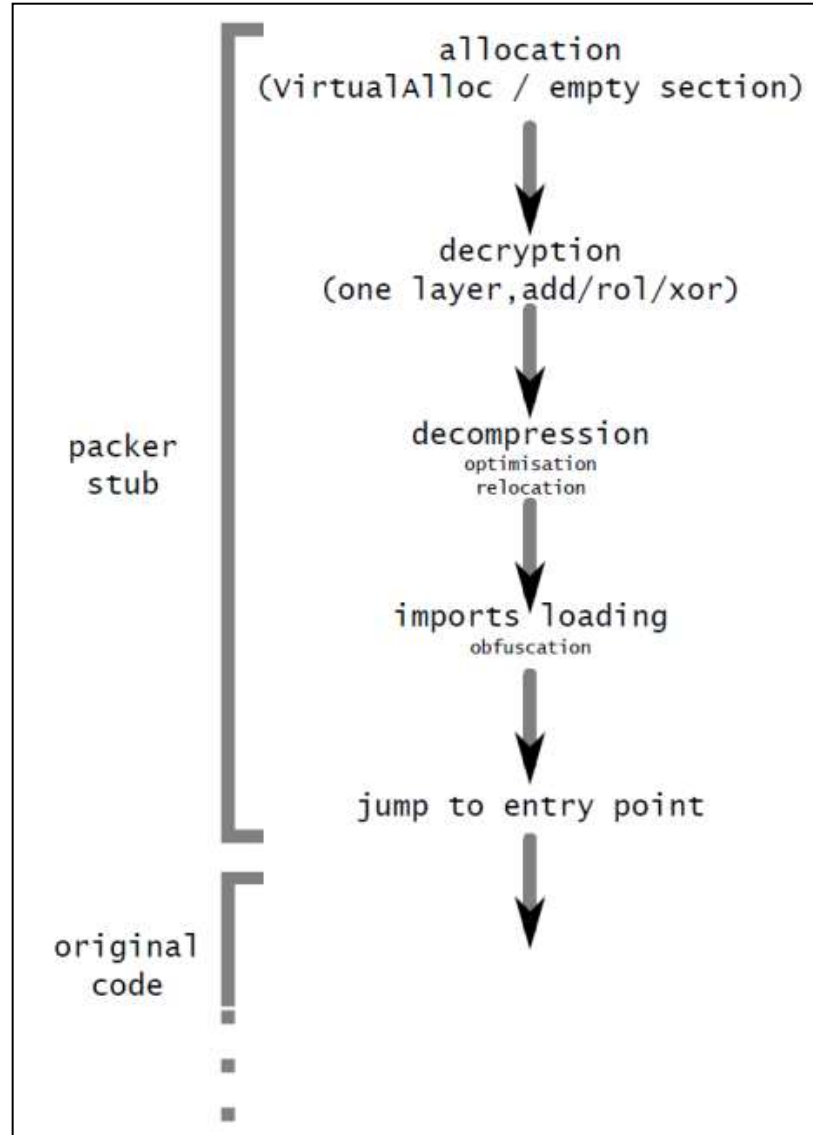 allocation
(VirtualAlloc / empty section)
decryption
(one layer,add/rol/xor)
decompression
optimisation
relocation
imports loading
obfuscation
jump to entry point
packer
stub
original
code